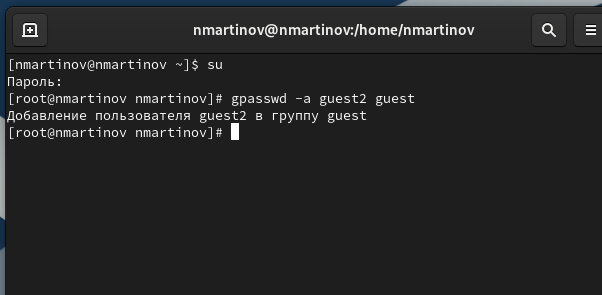 nmartinov@nmartinov:/home/nmartinov
[nmartinov@nmartinov ~]$ su
Пароль:
[root@nmartinov nmartinov]# gpasswd -a guest2 guest
Добавление пользователя guest2 в группу guest
[root@nmartinov nmartinov]#